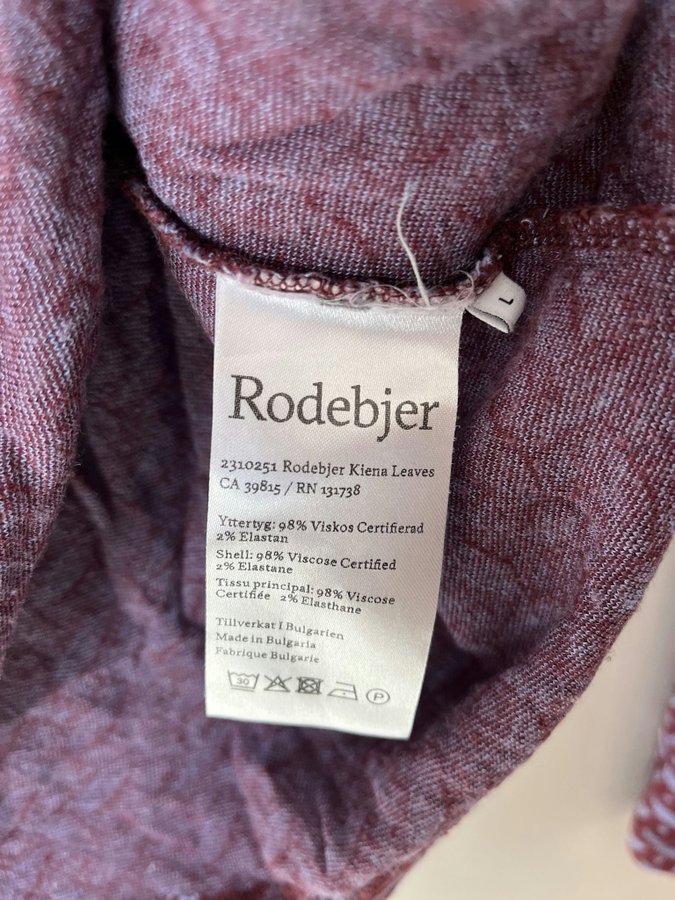 L
Rodebjer
2310251 Rodebjer Kiena Leaves
CA 39815 / RN 131738
Yttertyg: 98% Viskos Certifierad
2% Elastan
Shell: 98% Viscose Certified
2% Elastane
Tissu principal: 98% Viscose
Certifiée 2% Elasthane
Tillverkat I Bulgarien
Made in Bulgaria
Fabrique Bulgarie
30 P